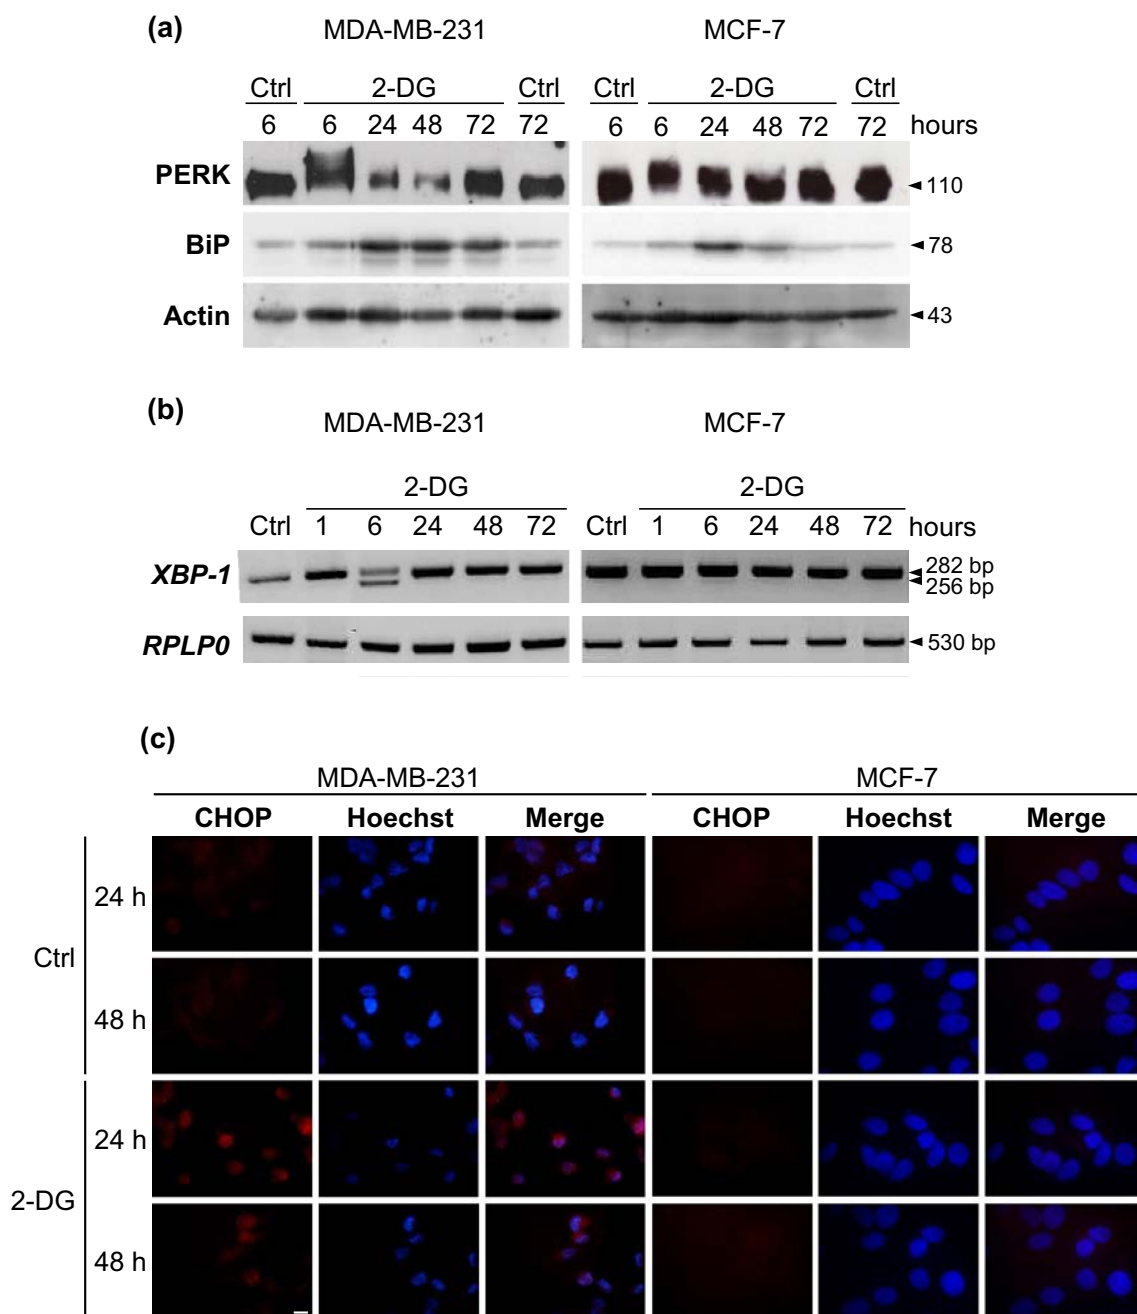 (a)
MDA-MB-231 MCF-7
Ctrl 2-DG Ctrl Ctrl 2-DG Ctrl
6 6 24 48 72 72 6 6 24 48 72 72 hours
PERK 110
BiP 78
Actin 43
(b)
MDA-MB-231 MCF-7
2-DG 2-DG
Ctrl 1 6 24 48 72 Ctrl 1 6 24 48 72 hours
XBP-1 282 bp
256 bp
RPLP0 530 bp
(c)
MDA-MB-231 MCF-7
CHOP Hoechst Merge CHOP Hoechst Merge
24 h
Ctrl
48 h
24 h
2-DG
48 h